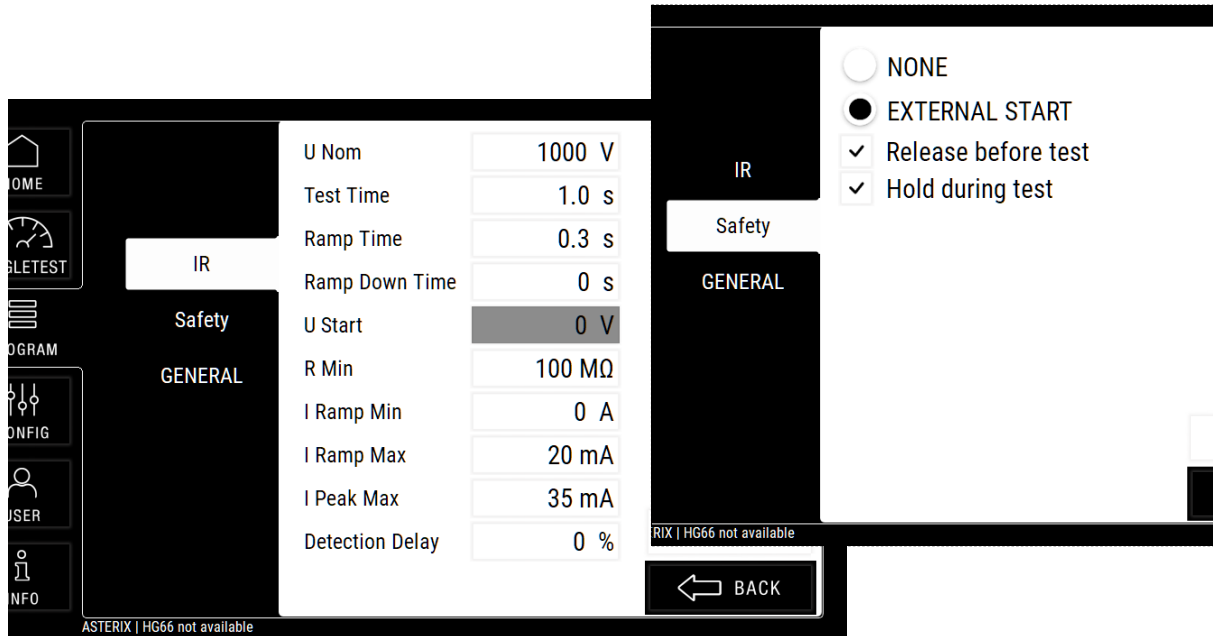 HOME
GLETEST
OGRAM
ONFIG
USER
INFO
IR
Safety
GENERAL
U Nom 1000 V
Test Time 1.0 s
Ramp Time 0.3 s
Ramp Down Time 0 s
U Start 0 V
R Min 100 MΩ
I Ramp Min 0 A
I Ramp Max 20 mA
I Peak Max 35 mA
Detection Delay 0 %
BACK
ASTERIX | HG66 not available
IR
Safety
GENERAL
NONE
EXTERNAL START
Release before test
Hold during test
RIX | HG66 not available